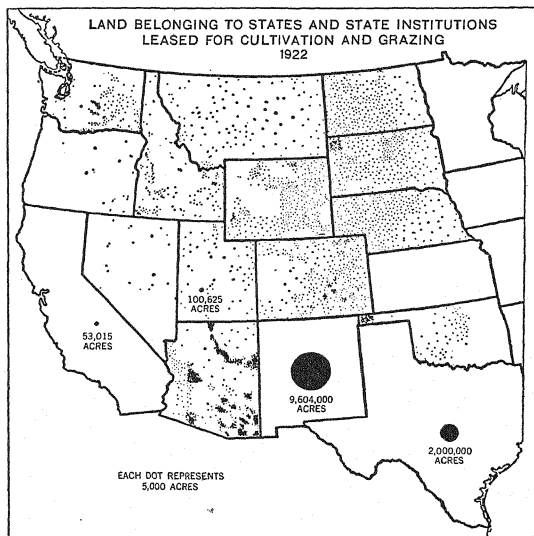 LAND BELONGING TO STATES AND STATE INSTITUTIONS
LEASED FOR CULTIVATION AND GRAZING
1922
100,625
ACRES
53,015
ACRES
9,604,000
ACRES
2,000,000
ACRES
EACH DOT REPRESENTS
5,000 ACRES